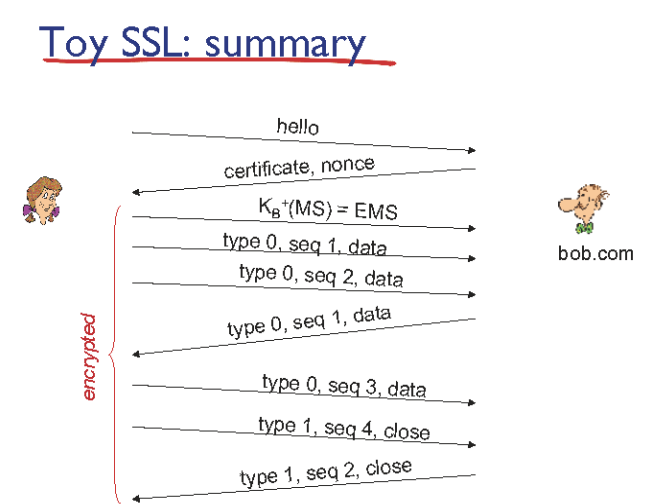 Toy SSL: summary
hello
certificate, nonce
K_B⁺(MS) = EMS
type 0, seq 1, data
bob.com
type 0, seq 2, data
type 0, seq 1, data
encrypted
type 0, seq 3, data
type 1, seq 4, close
type 1, seq 2, close